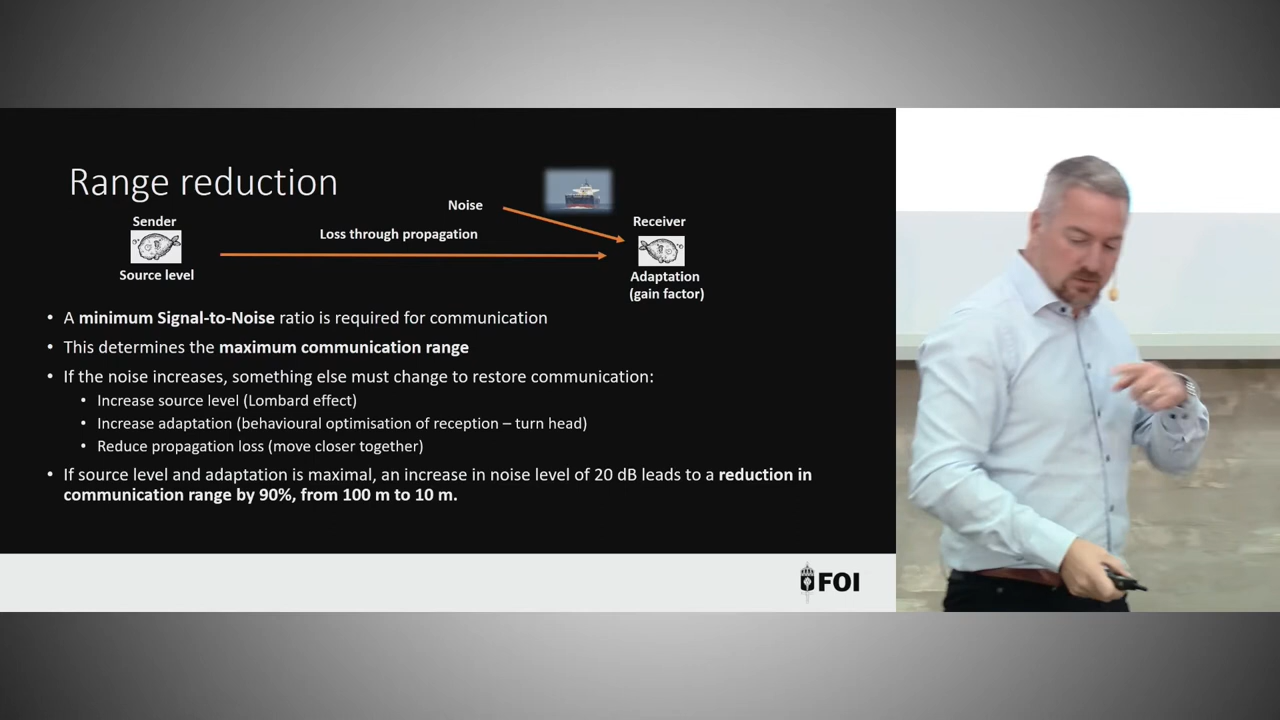 Range reduction
Noise
Sender
Loss through propagation
Receiver
Source level
Adaptation
(gain factor)
• A minimum Signal-to-Noise ratio is required for communication
• This determines the maximum communication range
• If the noise increases, something else must change to restore communication:
• Increase source level (Lombard effect)
• Increase adaptation (behavioural optimisation of reception – turn head)
• Reduce propagation loss (move closer together)
• If source level and adaptation is maximal, an increase in noise level of 20 dB leads to a reduction in
communication range by 90%, from 100 m to 10 m.
FOI